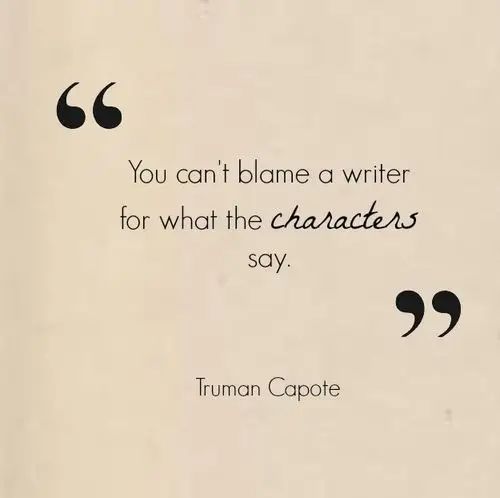 “
You can't blame a writer
for what the characters
say.
”
Truman Capote